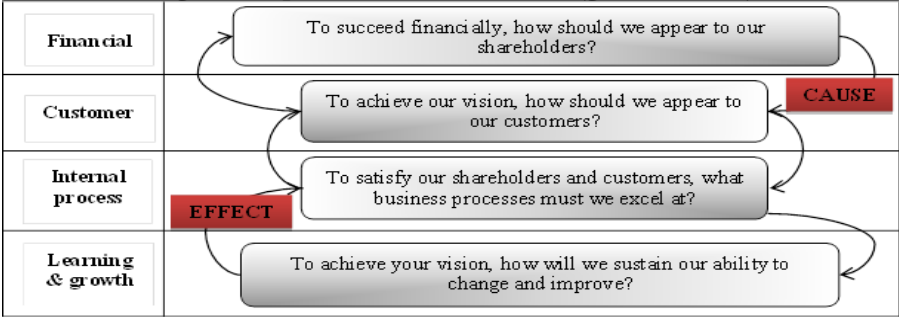 Financial
To succeed financially, how should we appear to our
shareholders?
Customer
To achieve our vision, how should we appear to
our customers?
CAUSE
Internal
process
To satisfy our shareholders and customers, what
business processes must we excel at?
EFFECT
Learning
& growth
To achieve your vision, how will we sustain our ability to
change and improve?